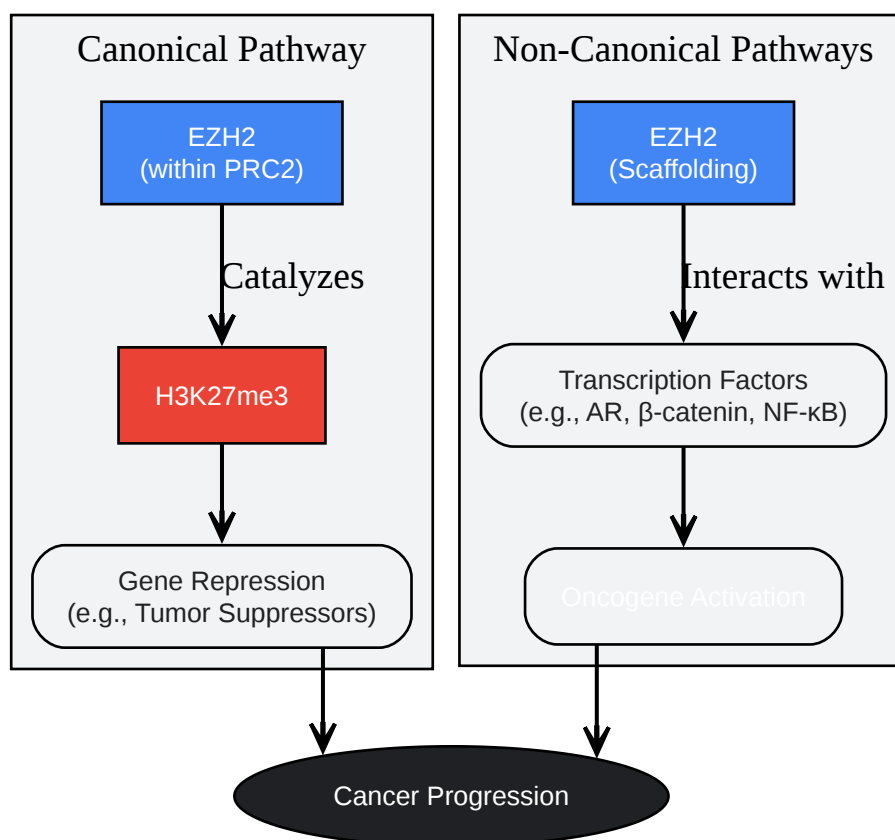 Canonical Pathway
EZH2
(within PRC2)
Catalyzes
H3K27me3
Gene Repression
(e.g., Tumor Suppressors)
Non-Canonical Pathways
EZH2
(Scaffolding)
Interacts with
Transcription Factors
(e.g., AR, β-catenin, NF-κB)
Oncogene Activation
Cancer Progression